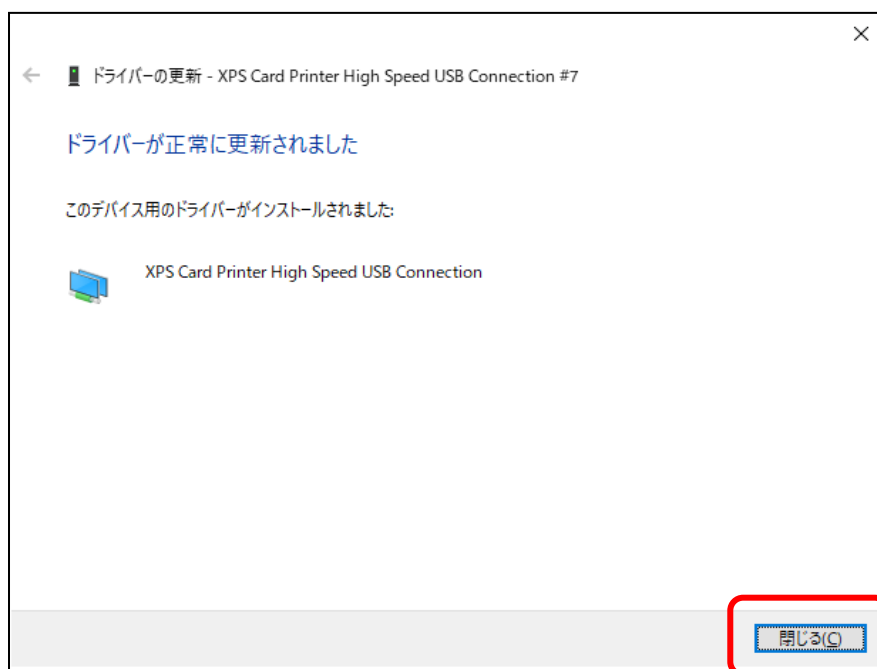 ドライバーの更新 - XPS Card Printer High Speed USB Connection #7
ドライバーが正常に更新されました
このデバイス用のドライバーがインストールされました:
XPS Card Printer High Speed USB Connection
閉じる(C)